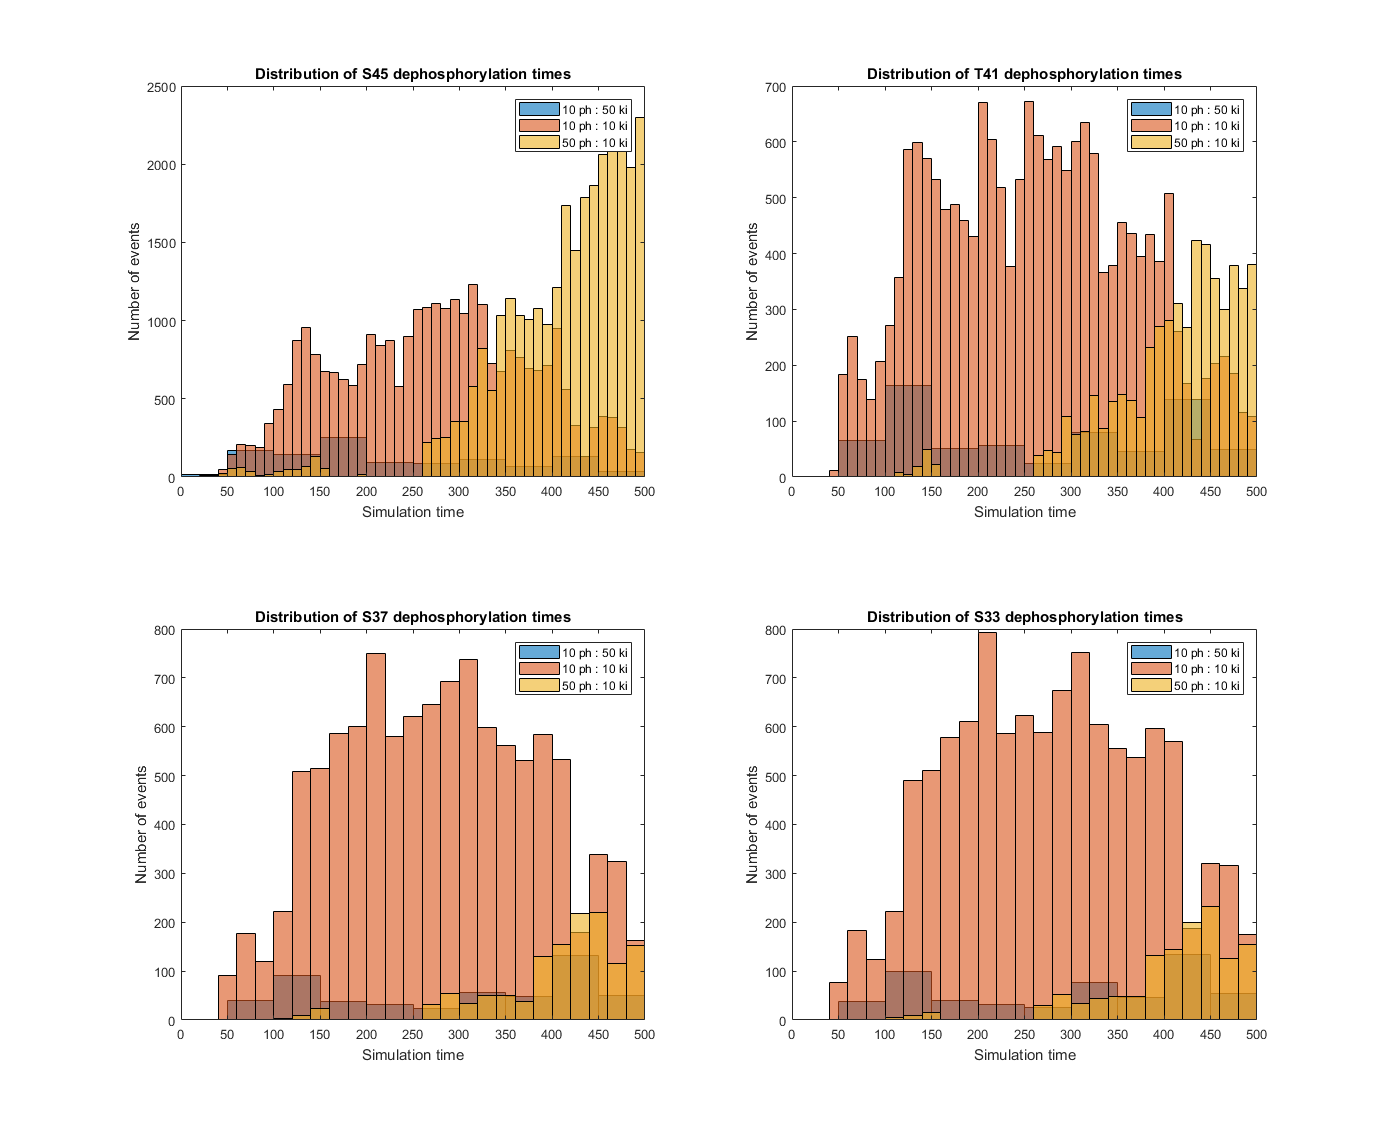 Distribution of S45 dephosphorylation times
2500
2000
1500
1000
500
0
Number of events
10 ph : 50 ki
10 ph : 10 ki
50 ph : 10 ki
0 50 100 150 200 250 300 350 400 450 500
Simulation time
Distribution of T41 dephosphorylation times
700
600
500
400
300
200
100
0
Number of events
10 ph : 50 ki
10 ph : 10 ki
50 ph : 10 ki
0 50 100 150 200 250 300 350 400 450 500
Simulation time
Distribution of S37 dephosphorylation times
800
700
600
500
400
300
200
100
0
Number of events
10 ph : 50 ki
10 ph : 10 ki
50 ph : 10 ki
0 50 100 150 200 250 300 350 400 450 500
Simulation time
Distribution of S33 dephosphorylation times
800
700
600
500
400
300
200
100
0
Number of events
10 ph : 50 ki
10 ph : 10 ki
50 ph : 10 ki
0 50 100 150 200 250 300 350 400 450 500
Simulation time